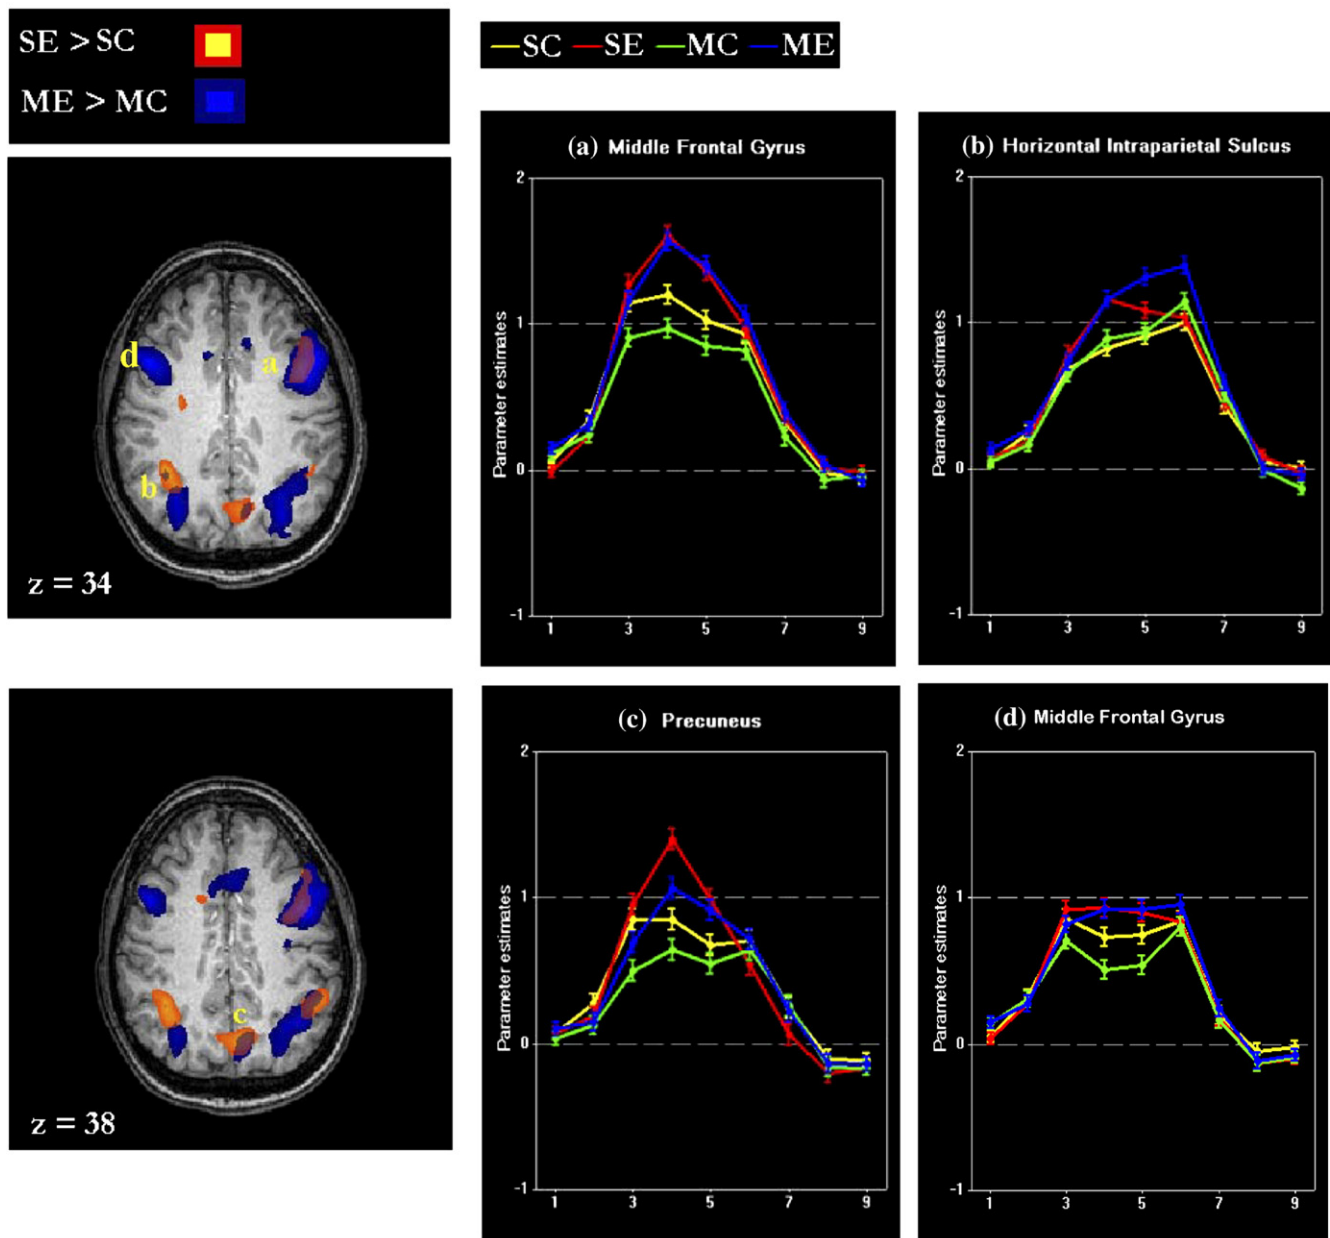 SE > SC
ME > MC
SC SE MC ME
d
a
b
z = 34
(a) Middle Frontal Gyrus
Parameter estimates
2
1
0
-1
1 3 5 7 9
(b) Horizontal Intraparietal Sulcus
Parameter estimates
2
1
0
-1
1 3 5 7 9
c
z = 38
(c) Precuneus
Parameter estimates
2
1
0
-1
1 3 5 7 9
(d) Middle Frontal Gyrus
Parameter estimates
2
1
0
-1
1 3 5 7 9